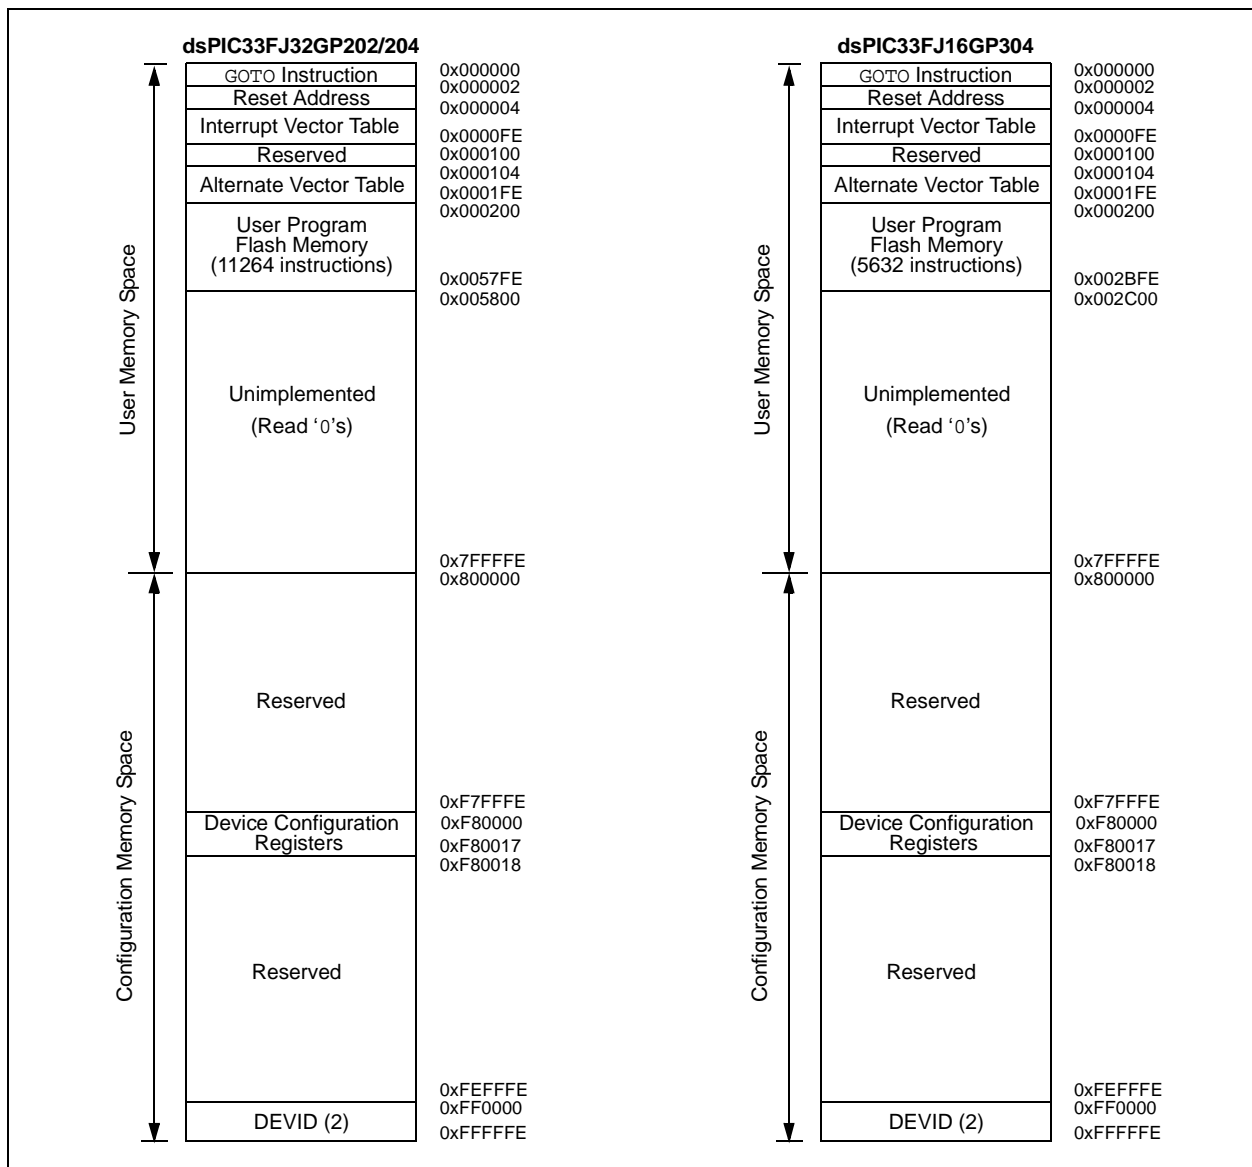 dsPIC33FJ32GP202/204
GOTO Instruction
0x000000
Reset Address
0x000002
0x000004
Interrupt Vector Table
0x0000FE
Reserved
0x000100
0x000104
Alternate Vector Table
0x0001FE
0x000200
User Program
Flash Memory
(11264 instructions)
0x0057FE
0x005800
Unimplemented
(Read ‘0’s)
0x7FFFFE
0x800000
Reserved
0xF7FFFE
Device Configuration
Registers
0xF80000
0xF80017
0xF80018
Reserved
0xFEFFFE
0xFF0000
DEVID (2)
0xFFFFFE
User Memory Space
Configuration Memory Space
dsPIC33FJ16GP304
GOTO Instruction
0x000000
Reset Address
0x000002
0x000004
Interrupt Vector Table
0x0000FE
Reserved
0x000100
0x000104
Alternate Vector Table
0x0001FE
0x000200
User Program
Flash Memory
(5632 instructions)
0x002BFE
0x002C00
Unimplemented
(Read ‘0’s)
0x7FFFFE
0x800000
Reserved
0xF7FFFE
Device Configuration
Registers
0xF80000
0xF80017
0xF80018
Reserved
0xFEFFFE
0xFF0000
DEVID (2)
0xFFFFFE
User Memory Space
Configuration Memory Space